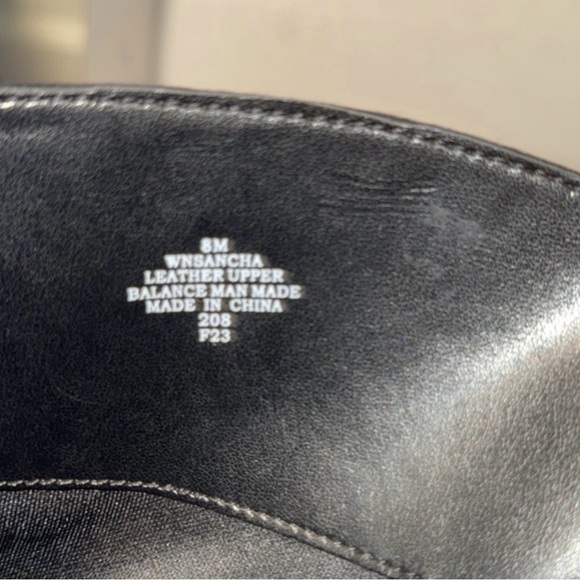 8M
WNSANCHA
LEATHER UPPER
BALANCE MAN MADE
MADE IN CHINA
208
F23